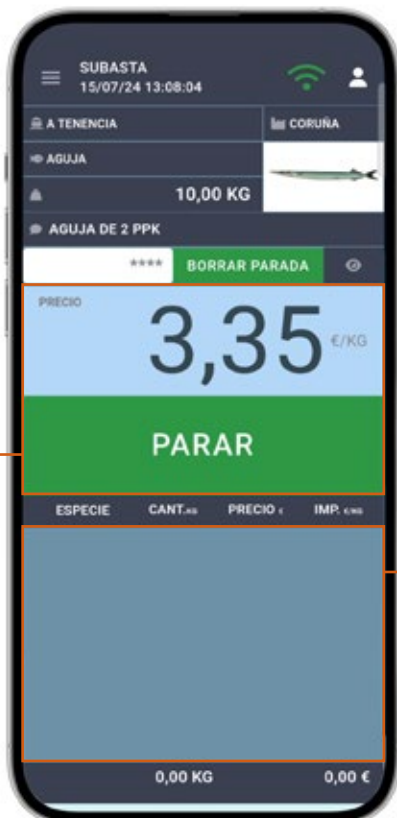 SUBASTA
15/07/24 13:08:04
A TENENCIA CORUÑA
AGUJA
10,00 KG
AGUJA DE 2 PPK
**** BORRAR PARADA
PRECIO
3,35 €/KG
PARAR
ESPECIE CANT.KG PRECIO € IMP. €/KG
0,00 KG 0,00 €